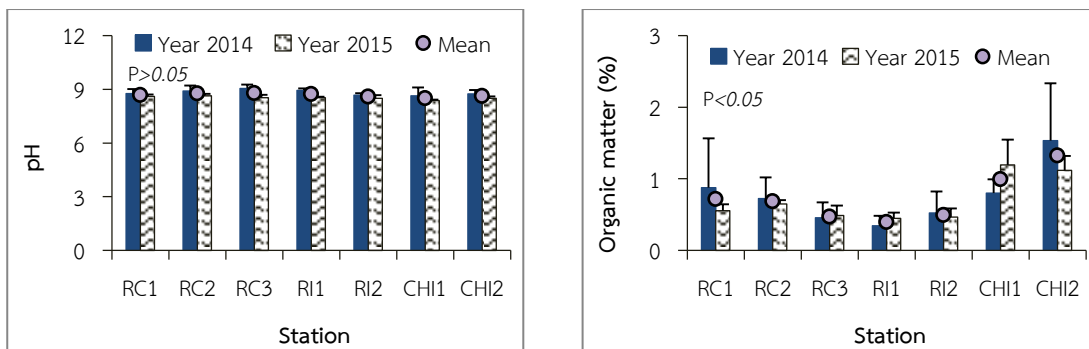 12
9
6
3
0
pH
Year 2014 Year 2015 Mean
P>0.05
RC1 RC2 RC3 RI1 RI2 CHI1 CHI2
Station
3
2
1
0
Organic matter (%)
Year 2014 Year 2015 Mean
P<0.05
RC1 RC2 RC3 RI1 RI2 CHI1 CHI2
Station